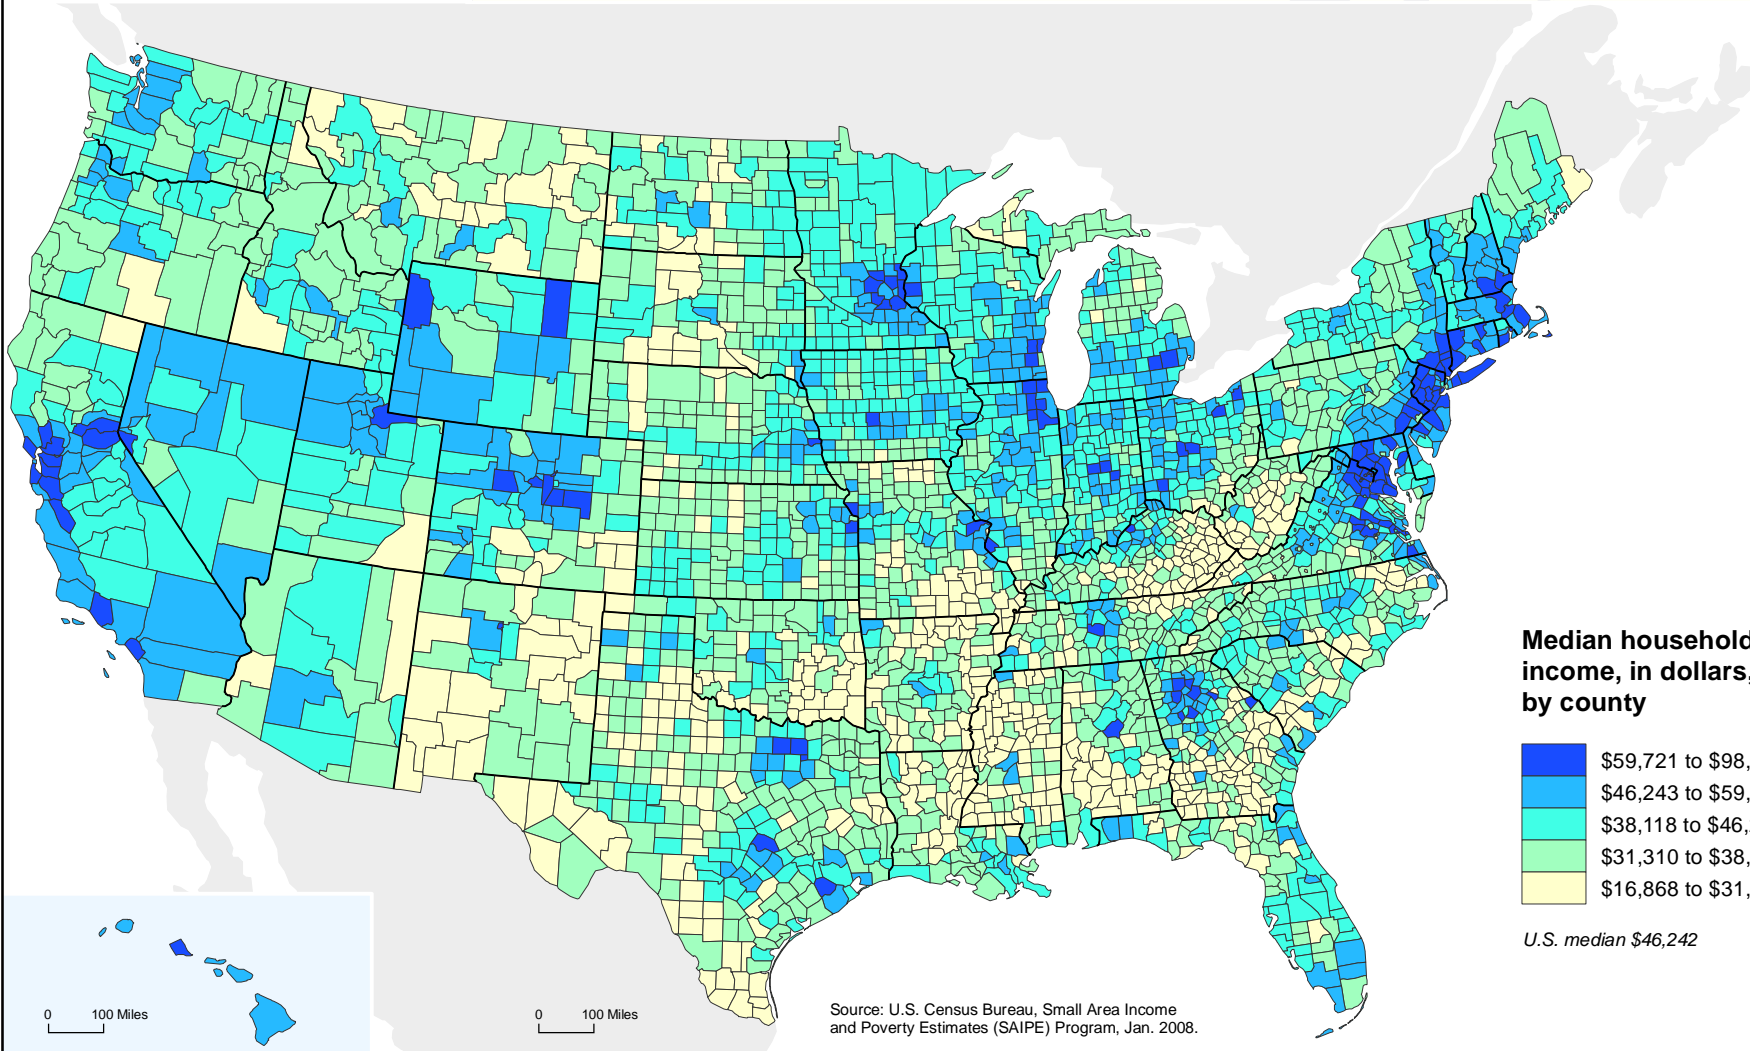 Median household
income, in dollars,
by county
$59,721 to $98,
$46,243 to $59,
$38,118 to $46,
$31,310 to $38,
$16,868 to $31,
U.S. median $46,242
0 100 Miles
0 100 Miles
Source: U.S. Census Bureau, Small Area Income
and Poverty Estimates (SAIPE) Program, Jan. 2008.